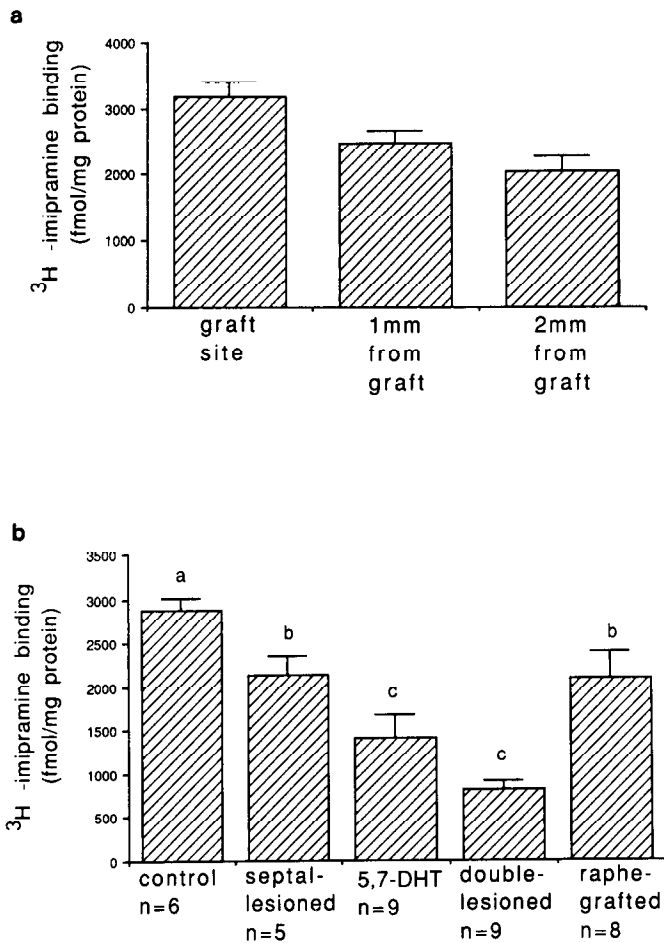 a
³H -imipramine binding
(fmol/mg protein)
4000
3000
2000
1000
0
graft
site
1mm
from
graft
2mm
from
graft
b
³H -imipramine binding
(fmol/mg protein)
3500
3000
2500
2000
1500
1000
500
0
a
b
c
c
b
control
n=6
septal-
lesioned
n=5
5,7-DHT
n=9
double-
lesioned
n=9
raphe-
grafted
n=8